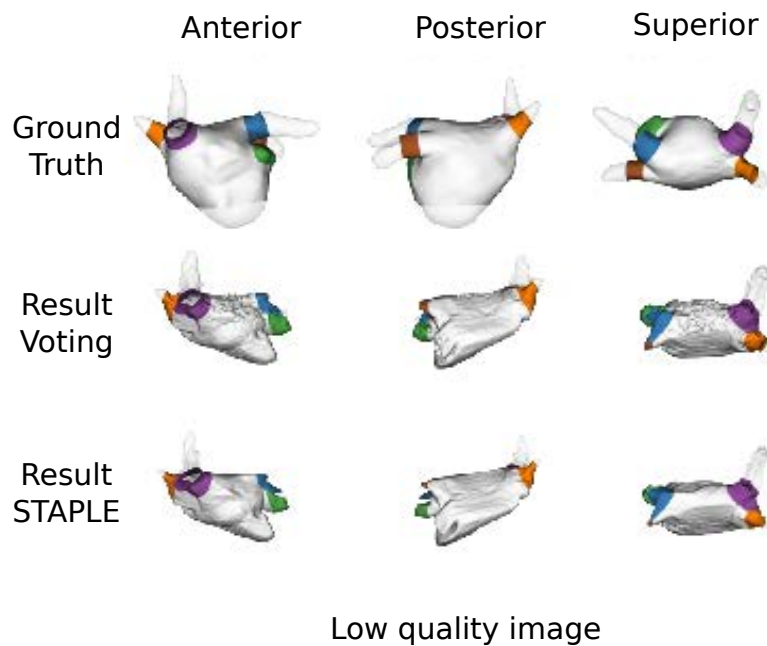 Anterior Posterior Superior
Ground
Truth
Result
Voting
Result
STAPLE
Low quality image